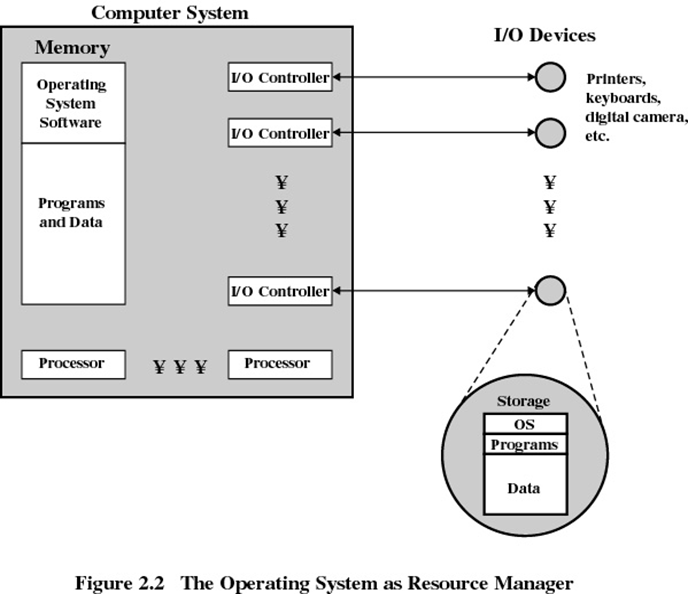 Computer System
I/O Devices
Memory
Operating
System
Software
Programs
and Data
I/O Controller
I/O Controller
¥
¥
¥
I/O Controller
Processor
¥ ¥ ¥
Processor
Printers,
keyboards,
digital camera,
etc.
¥
¥
¥
Storage
OS
Programs
Data
Figure 2.2 The Operating System as Resource Manager